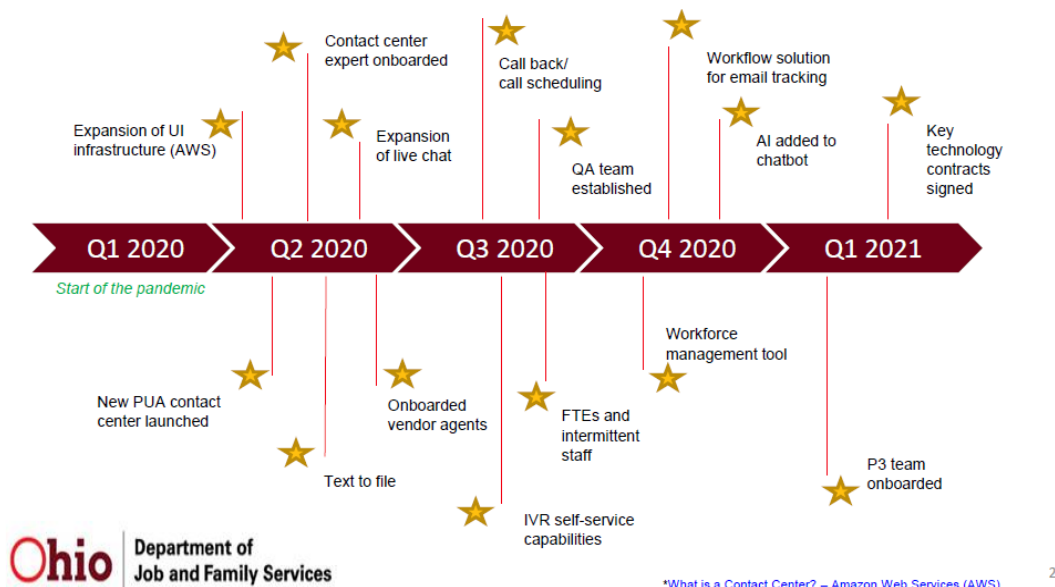 Contact center
expert onboarded
Call back/
call scheduling
Workflow solution
for email tracking
Expansion of UI
infrastructure (AWS)
Expansion
of live chat
QA team
established
AI added to
chatbot
Key
technology
contracts
signed
Q1 2020
Q2 2020
Q3 2020
Q4 2020
Q1 2021
Start of the pandemic
New PUA contact
center launched
Text to file
Onboarded
vendor agents
IVR self-service
capabilities
FTEs and
intermittent
staff
Workforce
management tool
P3 team
onboarded
Ohio
Department of
Job and Family Services
*What is a Contact Center? – Amazon Web Services (AWS)
2